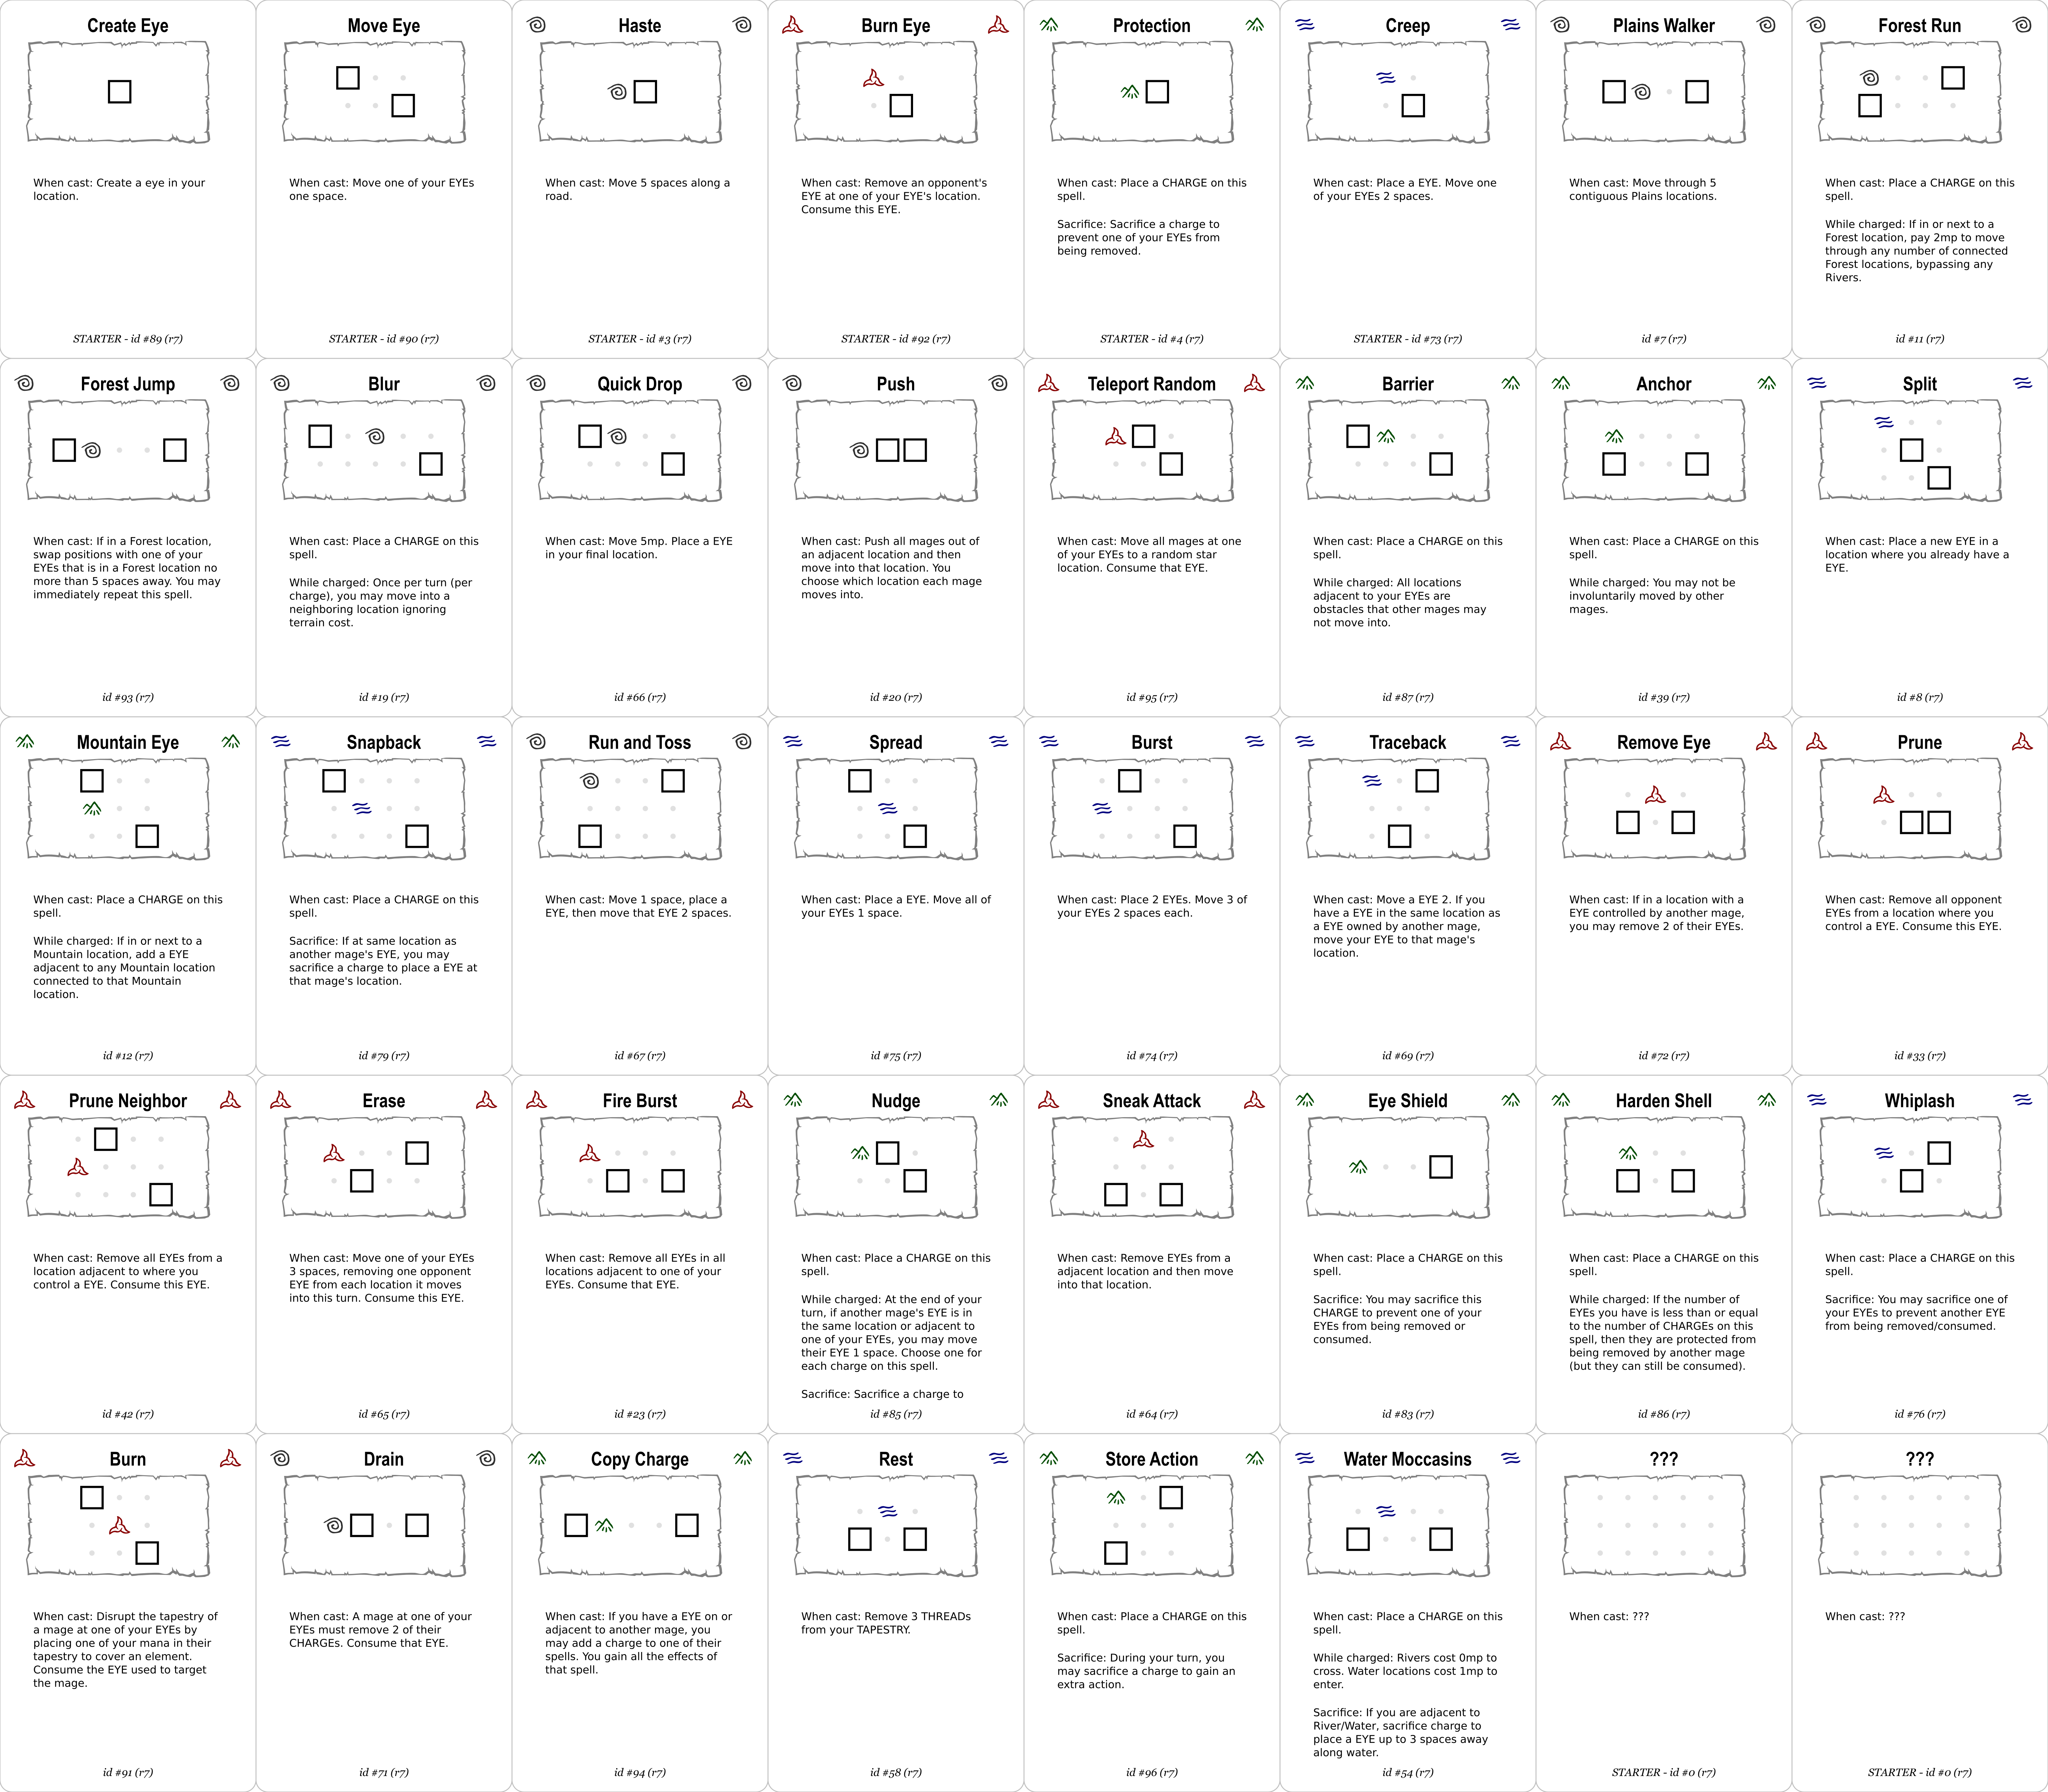 Create Eye
When cast: Create a eye in your
location.
STARTER - id #89 (r7)
Move Eye
When cast: Move one of your EYEs
one space.
STARTER - id #90 (r7)
Haste
When cast: Move 5 spaces along a
road.
STARTER - id #3 (r7)
Burn Eye
When cast: Remove an opponent's
EYE at one of your EYE's location.
Consume this EYE.
STARTER - id #92 (r7)
Protection
When cast: Place a CHARGE on this
spell.
Sacrifice: Sacrifice a charge to
prevent one of your EYEs from
being removed.
STARTER - id #4 (r7)
Creep
When cast: Place a EYE. Move one
of your EYEs 2 spaces.
STARTER - id #73 (r7)
Plains Walker
When cast: Move through 5
contiguous Plains locations.
id #7 (r7)
Forest Run
When cast: Place a CHARGE on this
spell.
While charged: If in or next to a
Forest location, pay 2mp to move
through any number of connected
Forest locations, bypassing any
Rivers.
id #11 (r7)
Forest Jump
When cast: If in a Forest location,
swap positions with one of your
EYEs that is in a Forest location no
more than 5 spaces away. You may
immediately repeat this spell.
id #93 (r7)
Blur
When cast: Place a CHARGE on this
spell.
While charged: Once per turn (per
charge), you may move into a
neighboring location ignoring
terrain cost.
id #19 (r7)
Quick Drop
When cast: Move 5mp. Place a EYE
in your final location.
id #66 (r7)
Push
When cast: Push all mages out of
an adjacent location and then
move into that location. You
choose which location each mage
moves into.
id #20 (r7)
Teleport Random
When cast: Move all mages at one
of your EYEs to a random star
location. Consume that EYE.
id #95 (r7)
Barrier
When cast: Place a CHARGE on this
spell.
While charged: All locations
adjacent to your EYEs are
obstacles that other mages may
not move into.
id #87 (r7)
Anchor
When cast: Place a CHARGE on this
spell.
While charged: You may not be
involuntarily moved by other
mages.
id #39 (r7)
Split
When cast: Place a new EYE in a
location where you already have a
EYE.
id #8 (r7)
Mountain Eye
When cast: Place a CHARGE on this
spell.
While charged: If in or next to a
Mountain location, add a EYE
adjacent to any Mountain location
connected to that Mountain
location.
id #12 (r7)
Snapback
When cast: Place a CHARGE on this
spell.
Sacrifice: If at same location as
another mage's EYE, you may
sacrifice a charge to place a EYE at
that mage's location.
id #79 (r7)
Run and Toss
When cast: Move 1 space, place a
EYE, then move that EYE 2 spaces.
id #67 (r7)
Spread
When cast: Place a EYE. Move all of
your EYEs 1 space.
id #75 (r7)
Burst
When cast: Place 2 EYEs. Move 3 of
your EYEs 2 spaces each.
id #74 (r7)
Traceback
When cast: Move a EYE 2. If you
have a EYE in the same location as
a EYE owned by another mage,
move your EYE to that mage's
location.
id #69 (r7)
Remove Eye
When cast: If in a location with a
EYE controlled by another mage,
you may remove 2 of their EYEs.
id #72 (r7)
Prune
When cast: Remove all opponent
EYEs from a location where you
control a EYE. Consume this EYE.
id #33 (r7)
Prune Neighbor
When cast: Remove all EYEs from a
location adjacent to where you
control a EYE. Consume this EYE.
id #42 (r7)
Erase
When cast: Move one of your EYEs
3 spaces, removing one opponent
EYE from each location it moves
into this turn. Consume this EYE.
id #65 (r7)
Fire Burst
When cast: Remove all EYEs in all
locations adjacent to one of your
EYEs. Consume that EYE.
id #23 (r7)
Nudge
When cast: Place a CHARGE on this
spell.
While charged: At the end of your
turn, if another mage's EYE is in
the same location or adjacent to
one of your EYEs, you may move
their EYE 1 space. Choose one for
each charge on this spell.
Sacrifice: Sacrifice a charge to
id #85 (r7)
Sneak Attack
When cast: Remove EYEs from a
adjacent location and then move
into that location.
id #64 (r7)
Eye Shield
When cast: Place a CHARGE on this
spell.
Sacrifice: You may sacrifice this
CHARGE to prevent one of your
EYEs from being removed or
consumed.
id #83 (r7)
Harden Shell
When cast: Place a CHARGE on this
spell.
While charged: If the number of
EYEs you have is less than or equal
to the number of CHARGEs on this
spell, then they are protected from
being removed by another mage
(but they can still be consumed).
id #86 (r7)
Whiplash
When cast: Place a CHARGE on this
spell.
Sacrifice: You may sacrifice one of
your EYEs to prevent another EYE
from being removed/consumed.
id #76 (r7)
Burn
When cast: Disrupt the tapestry of
a mage at one of your EYEs by
placing one of your mana in their
tapestry to cover an element.
Consume the EYE used to target
the mage.
id #91 (r7)
Drain
When cast: A mage at one of your
EYEs must remove 2 of their
CHARGEs. Consume that EYE.
id #71 (r7)
Copy Charge
When cast: If you have a EYE on or
adjacent to another mage, you
may add a charge to one of their
spells. You gain all the effects of
that spell.
id #94 (r7)
Rest
When cast: Remove 3 THREADs
from your TAPESTRY.
id #58 (r7)
Store Action
When cast: Place a CHARGE on this
spell.
Sacrifice: During your turn, you
may sacrifice a charge to gain an
extra action.
id #96 (r7)
Water Moccasins
When cast: Place a CHARGE on this
spell.
While charged: Rivers cost 0mp to
cross. Water locations cost 1mp to
enter.
Sacrifice: If you are adjacent to
River/Water, sacrifice charge to
place a EYE up to 3 spaces away
along water.
id #54 (r7)
???
When cast: ???
STARTER - id #0 (r7)
???
When cast: ???
STARTER - id #0 (r7)